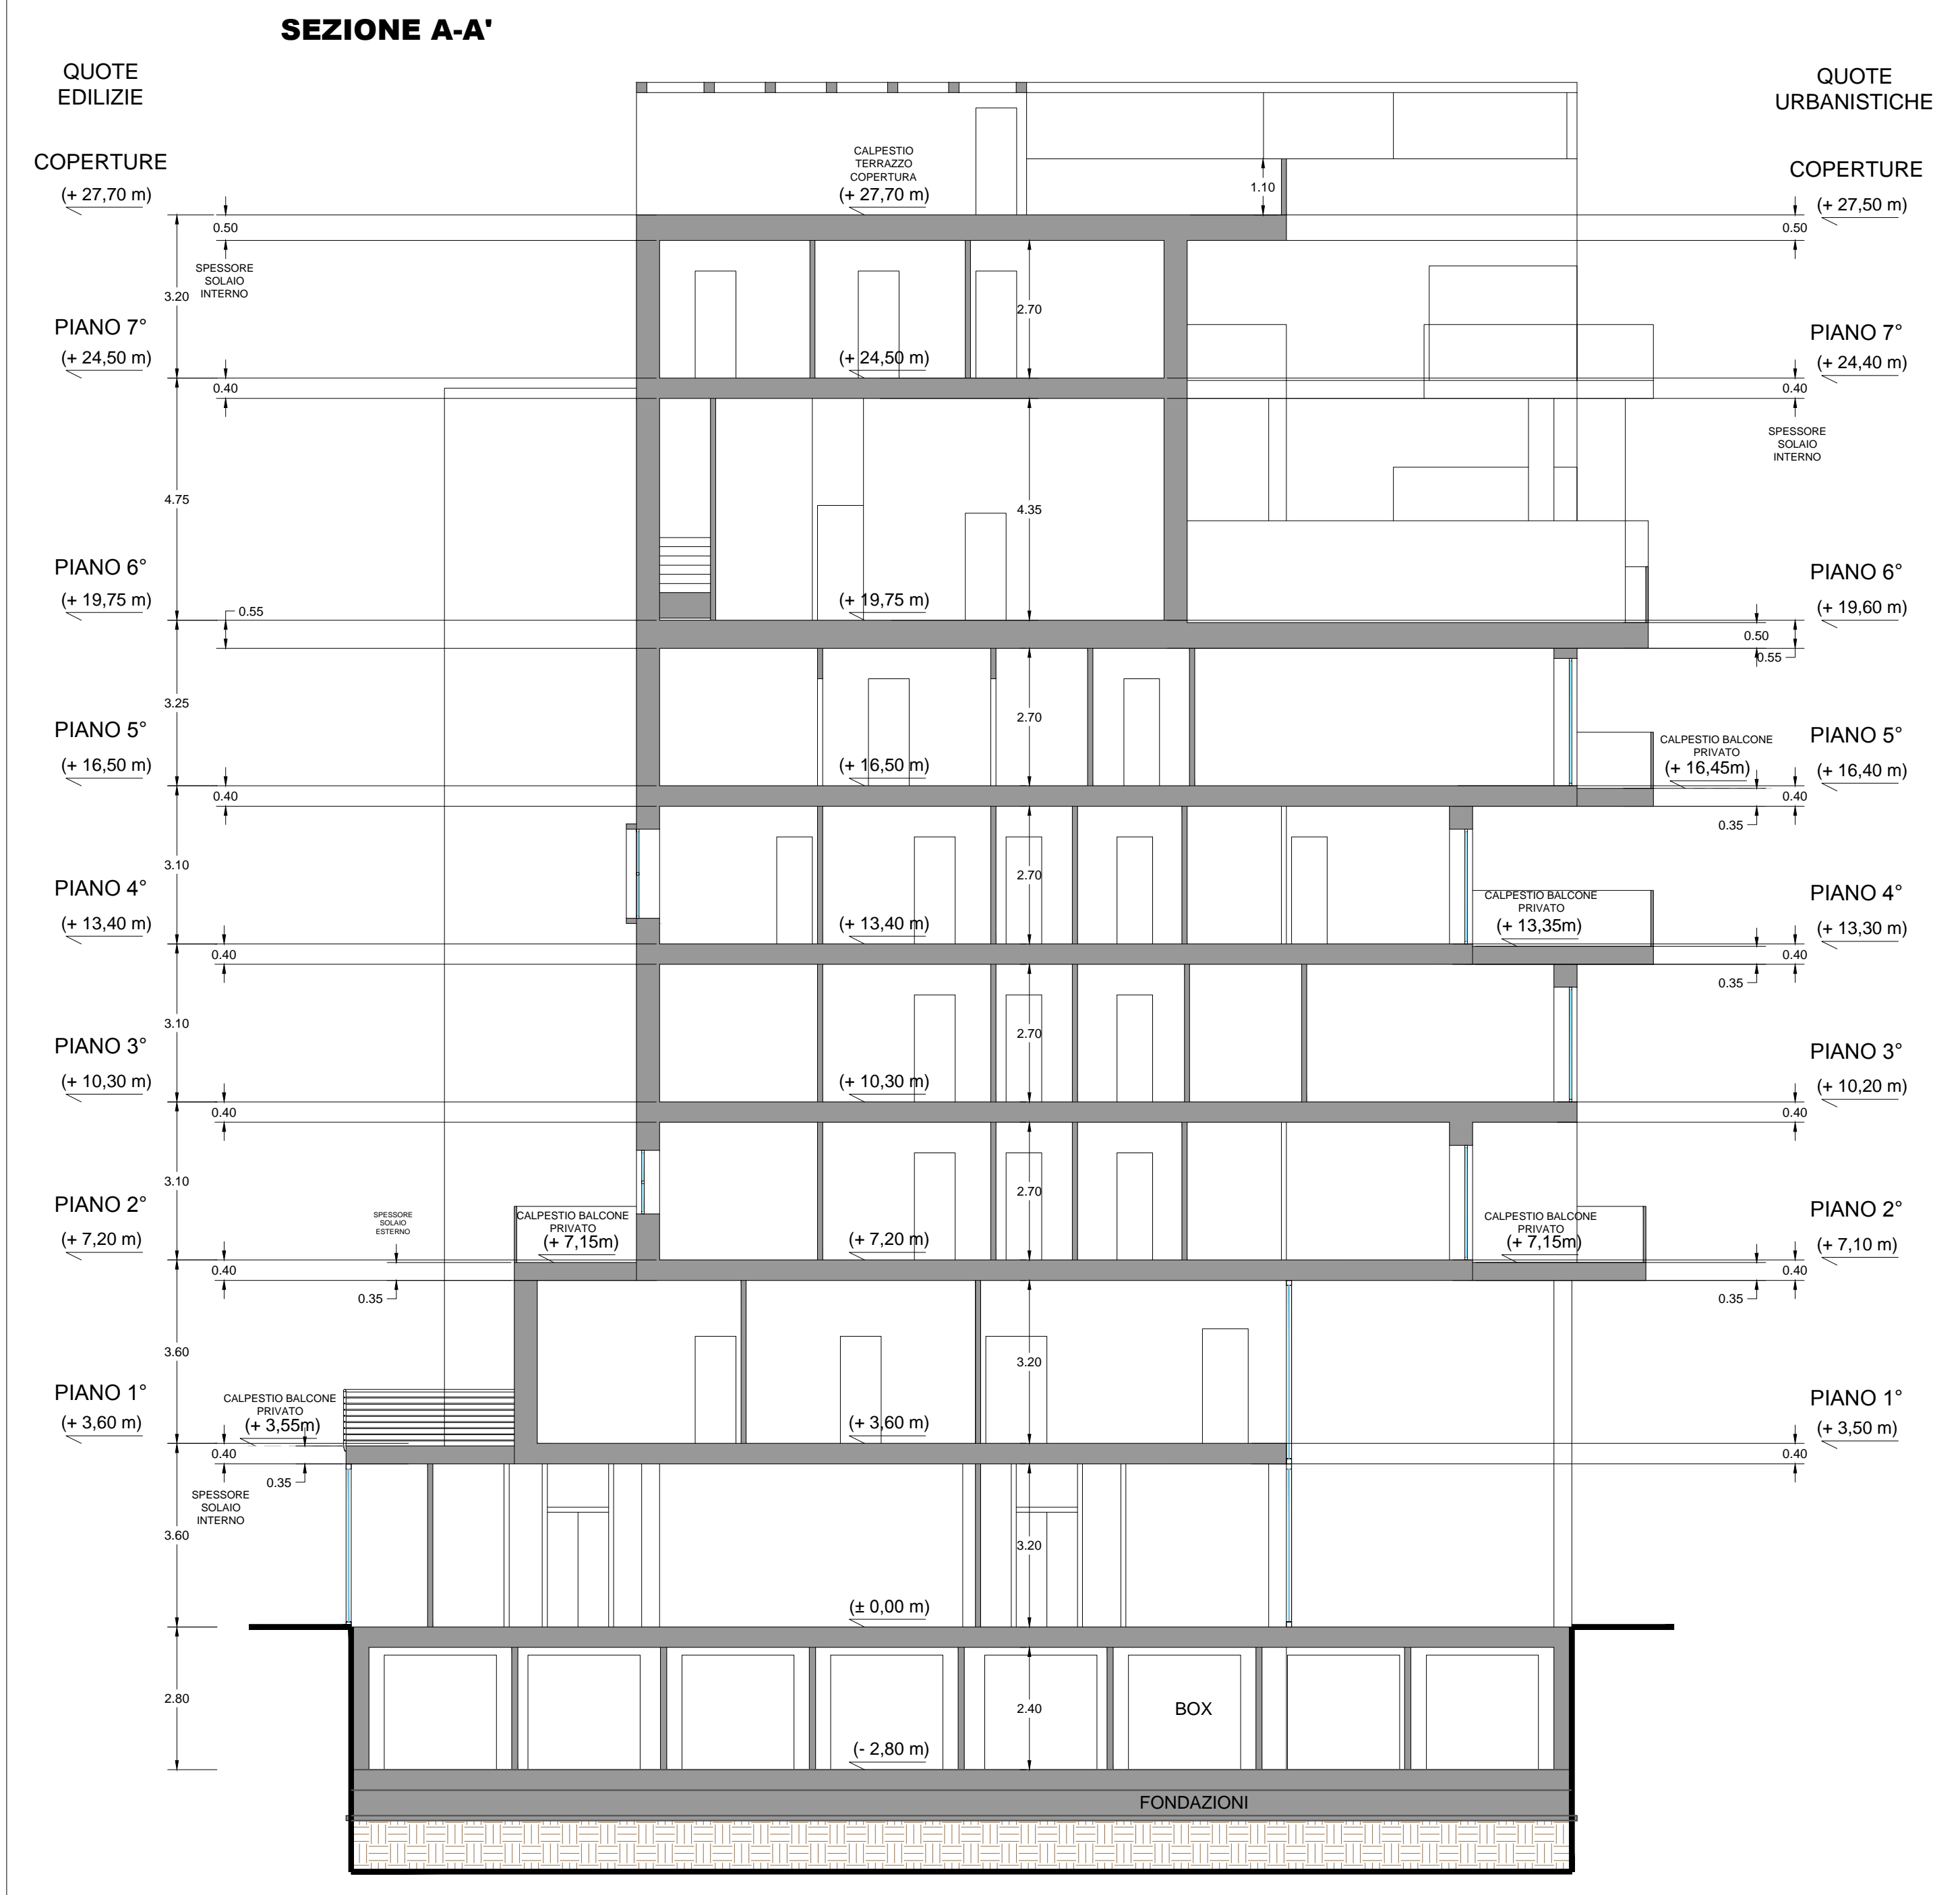 SEZIONE A-A'
QUOTE
EDILIZIE
QUOTE
URBANISTICHE
COPERTURE
(+ 27,70 m)
CALPESTIO
TERRAZZO
COPERTURA
(+ 27,70 m)
1.10
COPERTURE
(+ 27,50 m)
0.50
0.50
SPESSORE
SOLAIO
INTERNO
3.20
2.70
PIANO 7°
(+ 24,50 m)
(+ 24,50 m)
PIANO 7°
(+ 24,40 m)
0.40
0.40
SPESSORE
SOLAIO
INTERNO
4.75
4.35
PIANO 6°
(+ 19,75 m)
0.55
(+ 19,75 m)
PIANO 6°
(+ 19,60 m)
0.50
0.55
3.25
2.70
PIANO 5°
(+ 16,50 m)
(+ 16,50 m)
CALPESTIO BALCONE
PRIVATO
(+ 16,45m)
PIANO 5°
(+ 16,40 m)
0.40
0.40
0.35
3.10
2.70
PIANO 4°
(+ 13,40 m)
(+ 13,40 m)
CALPESTIO BALCONE
PRIVATO
(+ 13,35m)
PIANO 4°
(+ 13,30 m)
0.40
0.40
0.35
3.10
2.70
PIANO 3°
(+ 10,30 m)
(+ 10,30 m)
PIANO 3°
(+ 10,20 m)
0.40
0.40
3.10
2.70
PIANO 2°
(+ 7,20 m)
SPESSORE
SOLAIO
ESTERNO
CALPESTIO BALCONE
PRIVATO
(+ 7,15m)
(+ 7,20 m)
CALPESTIO BALCONE
PRIVATO
(+ 7,15m)
PIANO 2°
(+ 7,10 m)
0.40
0.40
0.35
0.35
3.60
3.20
PIANO 1°
(+ 3,60 m)
CALPESTIO BALCONE
PRIVATO
(+ 3,55m)
(+ 3,60 m)
PIANO 1°
(+ 3,50 m)
0.40
0.40
0.35
SPESSORE
SOLAIO
INTERNO
3.60
3.20
(± 0,00 m)
2.80
2.40
BOX
(- 2,80 m)
FONDAZIONI